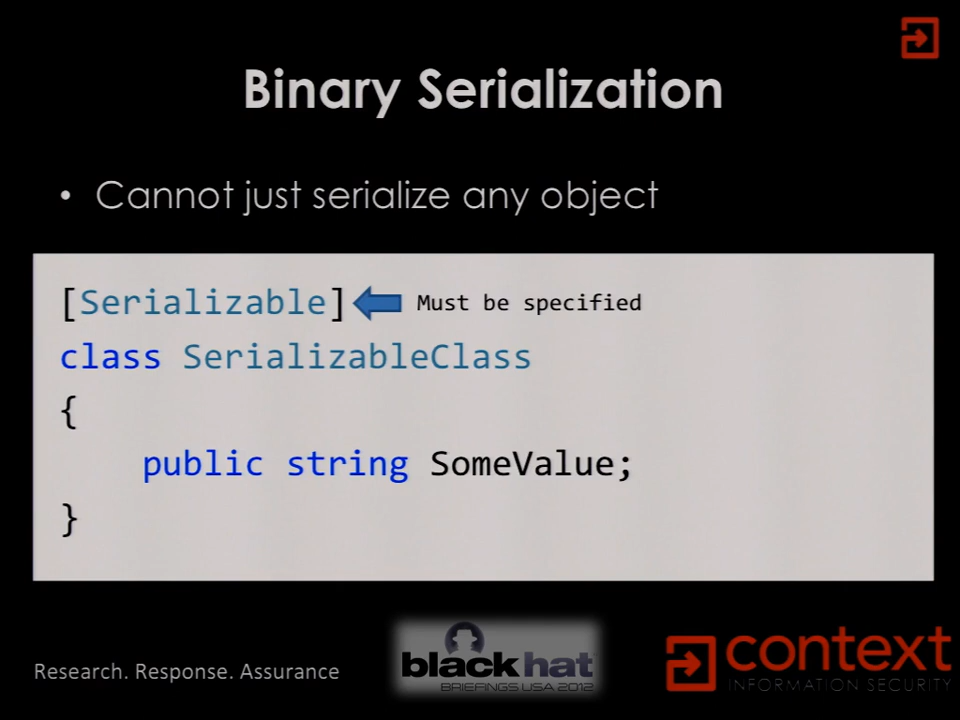 Binary Serialization
• Cannot just serialize any object
[Serializable] Must be specified
class SerializableClass
{
public string SomeValue;
}
Research. Response. Assurance
black hat
BRIEFINGS USA 2012
context
INFORMATION SECURITY